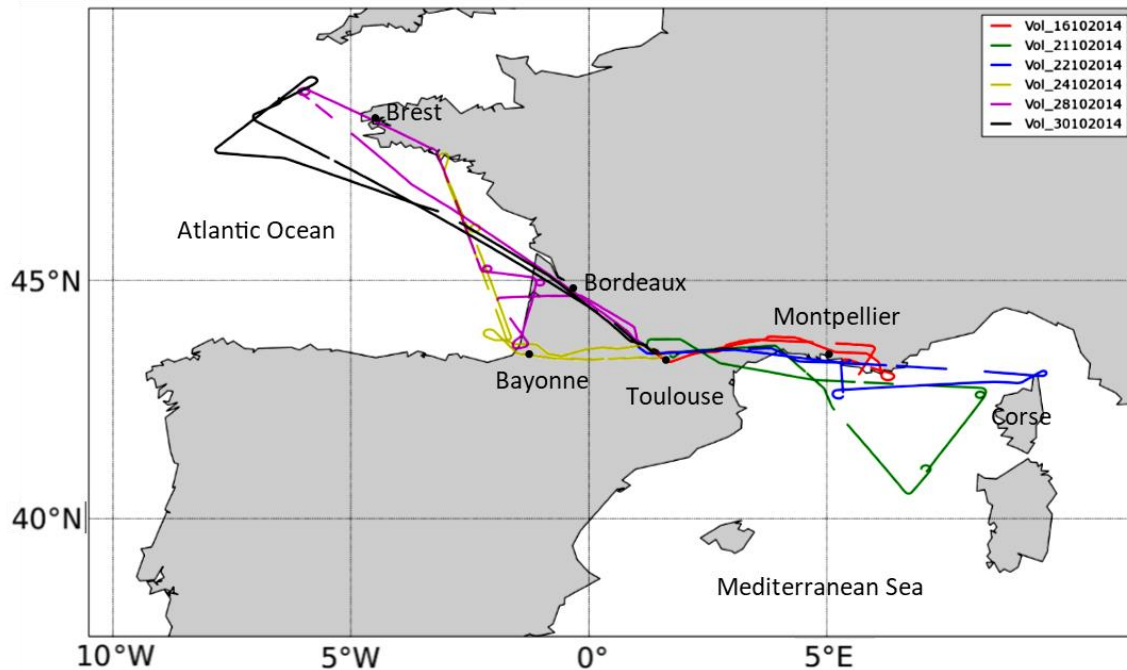 Vol_16102014
Vol_21102014
Vol_22102014
Vol_24102014
Vol_28102014
Vol_30102014
Brest
Atlantic Ocean
45°N
Bordeaux
Montpellier
Bayonne
Toulouse
Corse
40°N
Mediterranean Sea
10°W 5°W 0° 5°E